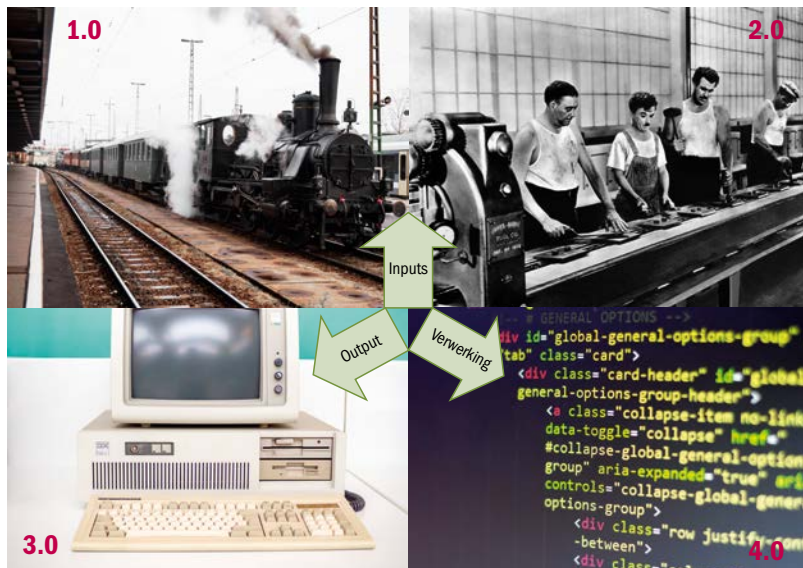 1.0
2.0
Inputs
Output
Verwerking
3.0
4.0
IBM
-- # GENERAL OPTIONS -->
div id="global-general-options-group"
tab" class="card">
<div class="card-header" id="global
general-options-group-header">
<a class="collapse-item no-link
data-toggle="collapse" href="
#collapse-global-general-option
group" aria-expanded="true" ari
controls="collapse-global-gener
options-group">
<div class="row justify-con
-between">
<div class=